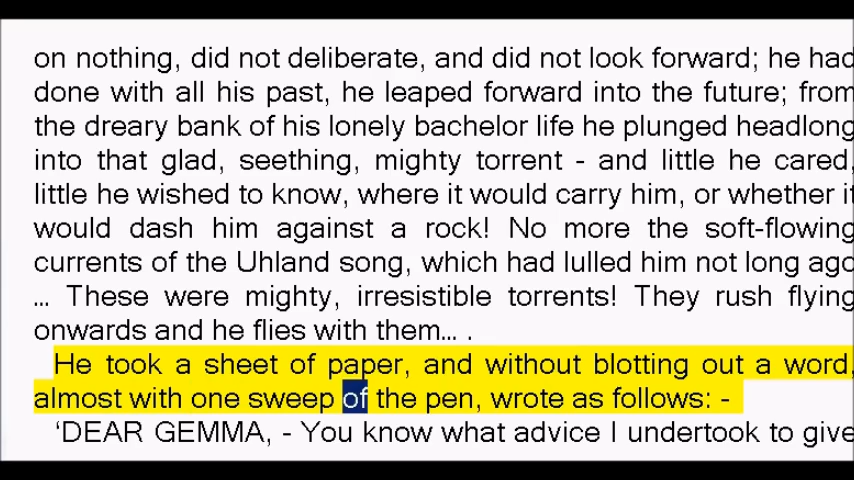 on nothing, did not deliberate, and did not look forward; he had
done with all his past, he leaped forward into the future; from
the dreary bank of his lonely bachelor life he plunged headlong
into that glad, seething, mighty torrent - and little he cared,
little he wished to know, where it would carry him, or whether it
would dash him against a rock! No more the soft-flowing
currents of the Uhland song, which had lulled him not long ago
... These were mighty, irresistible torrents! They rush flying
onwards and he flies with them... .
He took a sheet of paper, and without blotting out a word,
almost with one sweep of the pen, wrote as follows: -
‘DEAR GEMMA, - You know what advice I undertook to give